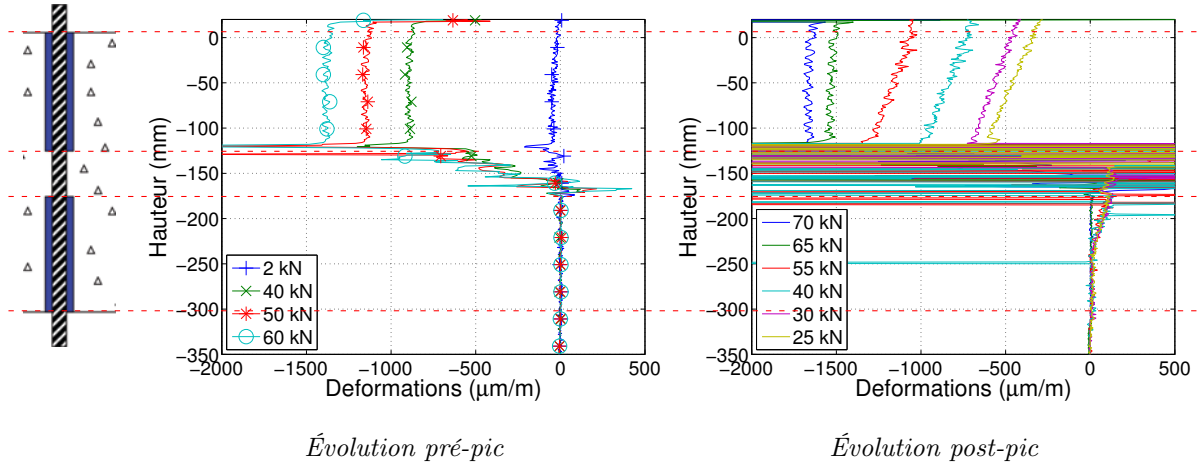 0
−50
−100
−150
−200
−250
−300
−350
Hauteur (mm)
2 kN
40 kN
50 kN
60 kN
−2000
−1500
−1000
−500
0
500
Deformations (μm/m)
0
−50
−100
−150
−200
−250
−300
−350
Hauteur (mm)
70 kN
65 kN
55 kN
40 kN
30 kN
25 kN
−2000
−1500
−1000
−500
0
500
Deformations (μm/m)
Évolution pré-pic
Évolution post-pic